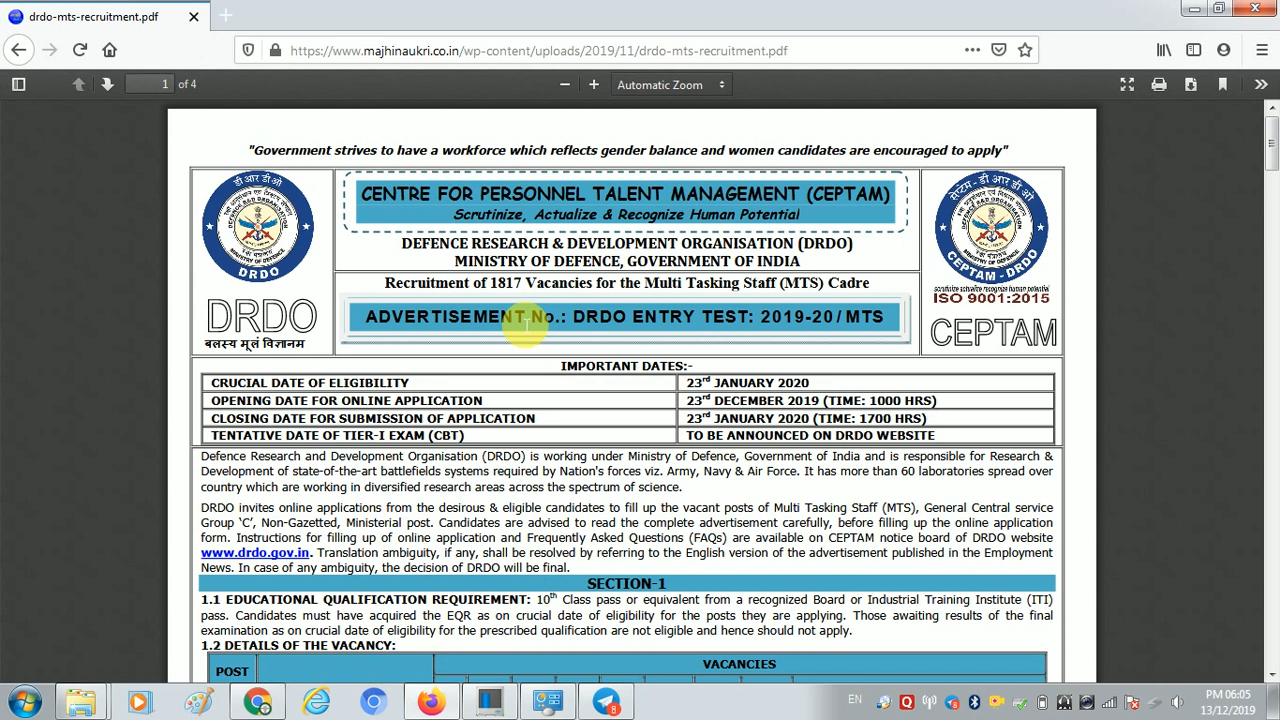 drdo-mts-recruitment.pdf
https://www.majhinaukri.co.in/wp-content/uploads/2019/11/drdo-mts-recruitment.pdf
1 of 4
Automatic Zoom
"Government strives to have a workforce which reflects gender balance and women candidates are encouraged to apply"
CENTRE FOR PERSONNEL TALENT MANAGEMENT (CEPTAM)
Scrutinize, Actualize & Recognize Human Potential
DEFENCE RESEARCH & DEVELOPMENT ORGANISATION (DRDO)
MINISTRY OF DEFENCE, GOVERNMENT OF INDIA
Recruitment of 1817 Vacancies for the Multi Tasking Staff (MTS) Cadre
ADVERTISEMENT No.: DRDO ENTRY TEST: 2019-20/MTS
डी आर डी ओ
DRDO
DRDO
बलस्य मूलं विज्ञानम्
CEPTAM-DRDO
scrutinize actualize recognize human potential
ISO 9001:2015
CEPTAM
IMPORTANT DATES:-
CRUCIAL DATE OF ELIGIBILITY 23rd JANUARY 2020
OPENING DATE FOR ONLINE APPLICATION 23rd DECEMBER 2019 (TIME: 1000 HRS)
CLOSING DATE FOR SUBMISSION OF APPLICATION 23rd JANUARY 2020 (TIME: 1700 HRS)
TENTATIVE DATE OF TIER-I EXAM (CBT) TO BE ANNOUNCED ON DRDO WEBSITE
Defence Research and Development Organisation (DRDO) is working under Ministry of Defence, Government of India and is responsible for Research &
Development of state-of-the-art battlefields systems required by Nation's forces viz. Army, Navy & Air Force. It has more than 60 laboratories spread over
country which are working in diversified research areas across the spectrum of science.
DRDO invites online applications from the desirous & eligible candidates to fill up the vacant posts of Multi Tasking Staff (MTS), General Central service
Group 'C', Non-Gazetted, Ministerial post. Candidates are advised to read the complete advertisement carefully, before filling up the online application
form. Instructions for filling up of online application and Frequently Asked Questions (FAQs) are available on CEPTAM notice board of DRDO website
www.drdo.gov.in. Translation ambiguity, if any, shall be resolved by referring to the English version of the advertisement published in the Employment
News. In case of any ambiguity, the decision of DRDO will be final.
SECTION-1
1.1 EDUCATIONAL QUALIFICATION REQUIREMENT: 10th Class pass or equivalent from a recognized Board or Industrial Training Institute (ITI)
pass. Candidates must have acquired the EQR as on crucial date of eligibility for the posts they are applying. Those awaiting results of the final
examination as on crucial date of eligibility for the prescribed qualification are not eligible and hence should not apply.
1.2 DETAILS OF THE VACANCY:
POST VACANCIES
8
EN
PM 06:05
13/12/2019